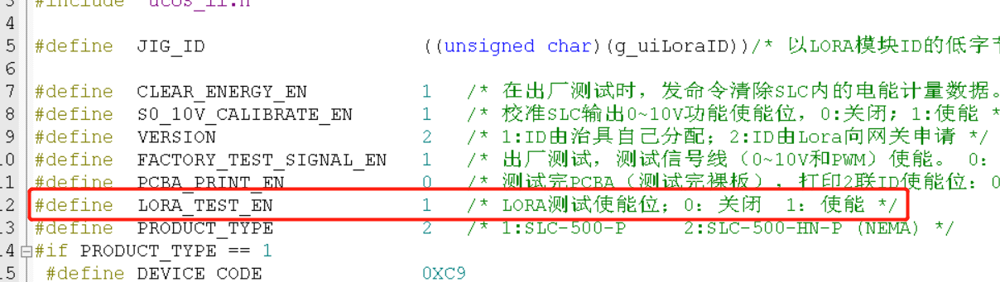 3 #include "ucos_ii.h"
4
5 #define JIG_ID ((unsigned char)(g_uiLoraID))/* 以LORA模块ID的低字节
6
7 #define CLEAR_ENERGY_EN 1 /* 在出厂测试时，发命令清除SLC内的电能计量数据。
8 #define S0_10V_CALIBRATE_EN 1 /* 校准SLC输出0~10V功能使能位，0:关闭；1:使能 *
9 #define VERSION 2 /* 1:ID由治具自己分配；2:ID由Lora向网关申请 */
10 #define FACTORY_TEST_SIGNAL_EN 1 /* 出厂测试，测试信号线（0~10V和PWM）使能。 0:
11 #define PCBA_PRINT_EN 0 /* 测试完PCBA（测试完裸板），打印2联ID使能位: 0
12 #define LORA_TEST_EN 1 /* LORA测试使能位；0: 关闭 1: 使能 */
13 #define PRODUCT_TYPE 2 /* 1:SLC-500-P 2:SLC-500-HN-P (NEMA) */
14 #if PRODUCT_TYPE == 1
15 #define DEVICE_CODE 0XC9